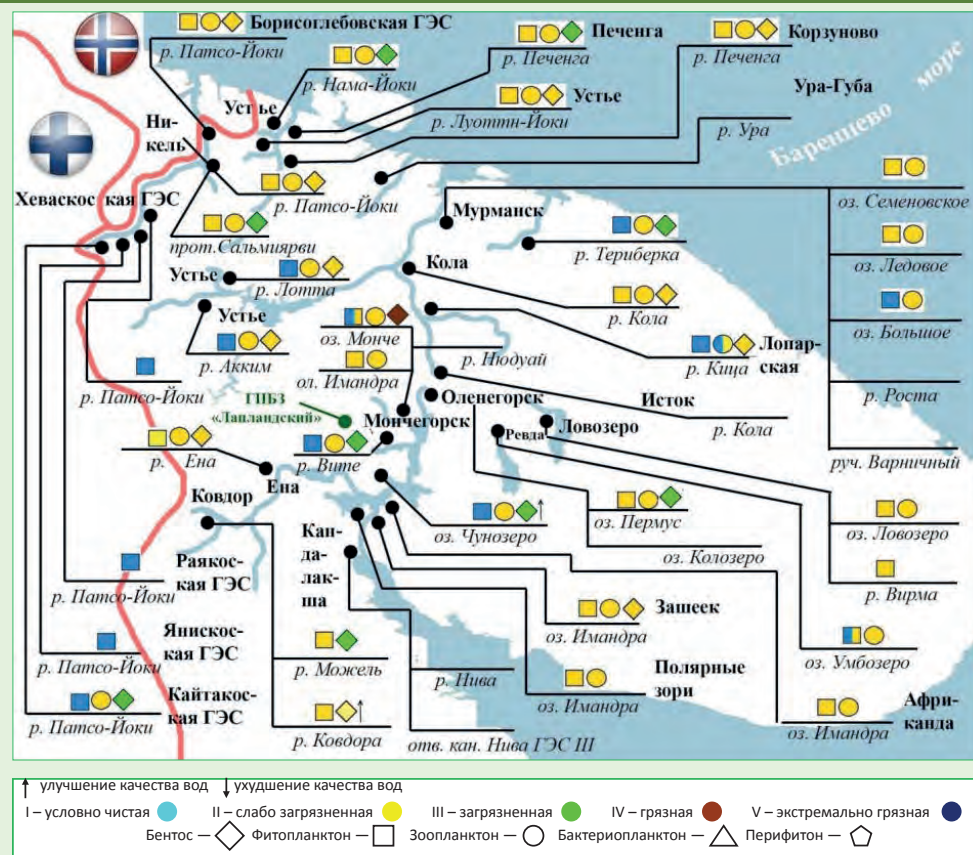 Борисоглебовская ГЭС
р. Патсо-Йоки
Печенга
р. Печенга
Корзуново
р. Печенга
р. Нама-Йоки
Устье
Устье
р. Луоттн-Йоки
Ура-Губа
р. Ура
Баренцево море
Ни-
кель
р. Патсо-Йоки
Хеваскос кая ГЭС
прот.Сальмиярви
Мурманск
оз. Семеновское
р. Териберка
оз. Ледовое
Устье
р. Лотта
Кола
р. Кола
оз. Большое
Устье
р. Акким
оз. Монче
р. Нюдуай
Лопар-
ская
р. Кица
ол. Имандра
р. Патсо-Йоки
ГПБЗ
«Лапландский»
Оленегорск
Исток
р. Кола
р. Роста
Мончегорск
Ревда
Ловозеро
руч. Варничный
р. Ена
Ена
р. Вите
Ковдор
оз. Чунозеро
оз. Пермус
оз. Колозеро
оз. Ловозеро
Кан-
да-
лак-
ша
Раякос-
кая ГЭС
р. Патсо-Йоки
р. Вирма
Зашеек
оз. Имандра
Янискос-
кая ГЭС
р. Патсо-Йоки
р. Можель
р. Нива
Полярные
зори
оз. Имандра
оз. Умбозеро
Кайтакос-
кая ГЭС
р. Патсо-Йоки
р. Ковдора
отв. кан. Нива ГЭС III
Афри-
канда
оз. Имандра
улучшение качества вод ухудшение качества вод
I – условно чистая II – слабо загрязненная III – загрязненная IV – грязная V – экстремально грязная
Бентос — Фитопланктон — Зоопланктон — Бактериопланктон — Перифитон —